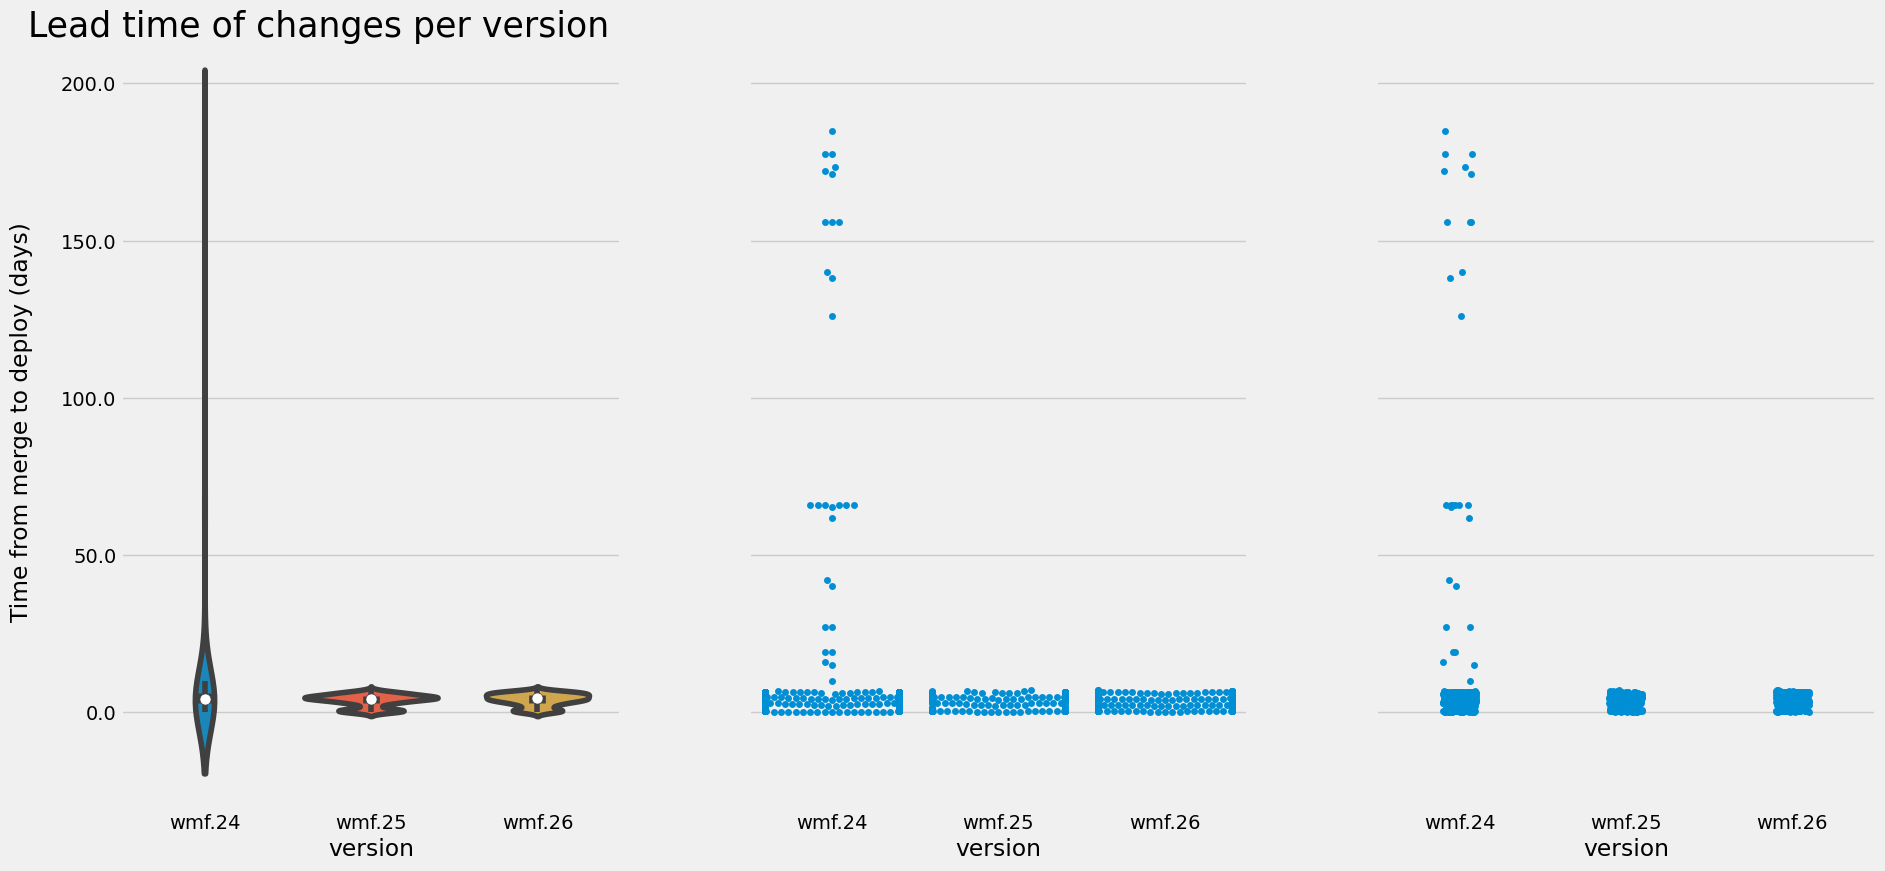 Lead time of changes per version
Time from merge to deploy (days)
200.0
150.0
100.0
50.0
0.0
wmf.24 wmf.25 wmf.26
version
wmf.24 wmf.25 wmf.26
version
wmf.24 wmf.25 wmf.26
version